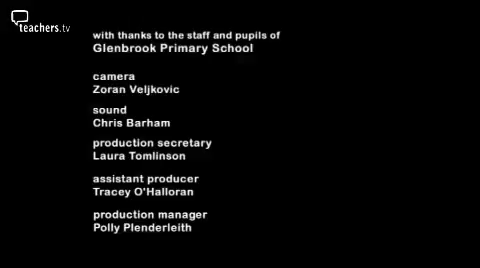 teachers.tv
with thanks to the staff and pupils of
Glenbrook Primary School
camera
Zoran Veljkovic
sound
Chris Barham
production secretary
Laura Tomlinson
assistant producer
Tracey O'Halloran
production manager
Polly Plenderleith